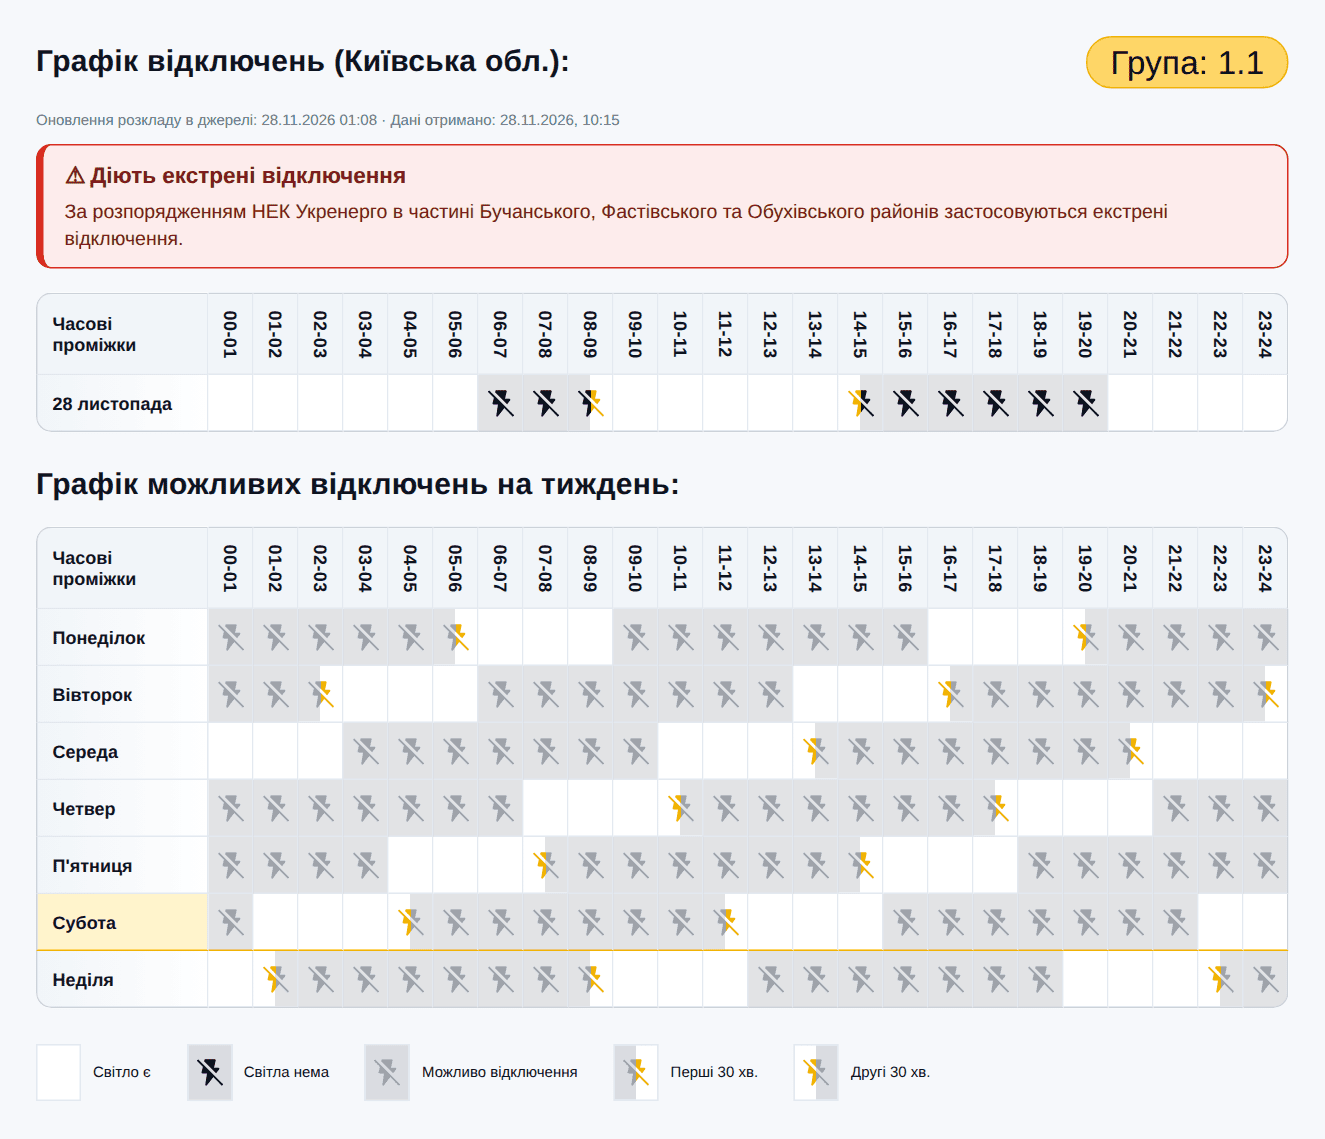 Графік відключень (Київська обл.):
Група: 1.1
Оновлення розкладу в джерелі: 28.11.2026 01:08 · Дані отримано: 28.11.2026, 10:15
⚠ Діють екстрені відключення
За розпорядженням НЕК Укренерго в частині Бучанського, Фастівського та Обухівського районів застосовуються екстрені
відключення.
Часові
проміжки
00-01 01-02 02-03 03-04 04-05 05-06 06-07 07-08 08-09 09-10 10-11 11-12 12-13 13-14 14-15 15-16 16-17 17-18 18-19 19-20 20-21 21-22 22-23 23-24
28 листопада
Графік можливих відключень на тиждень:
Часові
проміжки
00-01 01-02 02-03 03-04 04-05 05-06 06-07 07-08 08-09 09-10 10-11 11-12 12-13 13-14 14-15 15-16 16-17 17-18 18-19 19-20 20-21 21-22 22-23 23-24
Понеділок
Вівторок
Середа
Четвер
П'ятниця
Субота
Неділя
Світло є
Світла нема
Можливо відключення
Перші 30 хв.
Другі 30 хв.